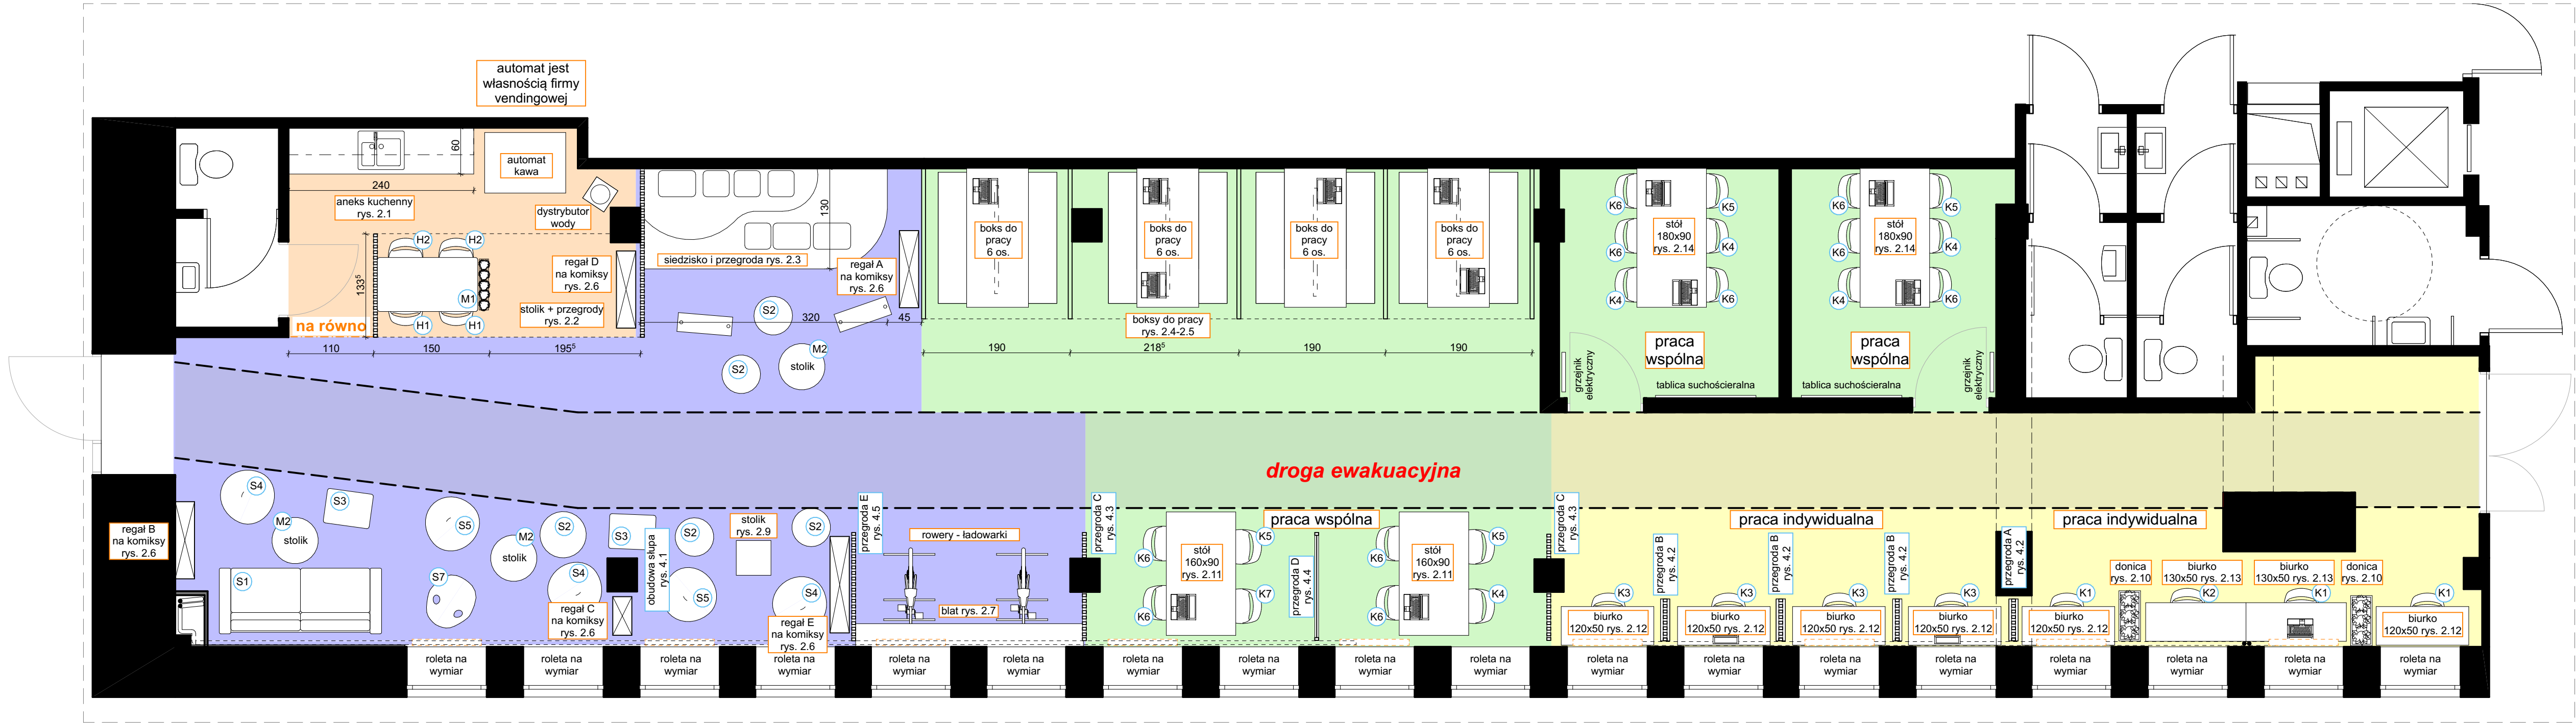 automat jest
własnością firmy
vendingowej
60
240
automat
kawa
aneks kuchenny
rys. 2.1
dystrybutor
wody
H2
H2
133⁵
M1
H1
H1
regał D
na komiksy
rys. 2.6
stolik + przegrody
rys. 2.2
na równo
110
150
195⁵
130
siedzisko i przegroda rys. 2.3
regał A
na komiksy
rys. 2.6
S2
320
45
S2
M2
stolik
boks do
pracy
6 os.
boks do
pracy
6 os.
boks do
pracy
6 os.
boks do
pracy
6 os.
boksy do pracy
rys. 2.4-2.5
190
218⁵
190
190
K6
K5
stół
180x90
rys. 2.14
K6
K4
K4
K6
praca
wspólna
grzejnik
elektryczny
tablica suchościeralna
K6
K5
stół
180x90
rys. 2.14
K6
K4
K4
K6
praca
wspólna
grzejnik
elektryczny
tablica suchościeralna
droga ewakuacyjna
regał B
na komiksy
rys. 2.6
S4
S3
M2
stolik
S1
S5
S7
M2
stolik
S2
S4
regał C
na komiksy
rys. 2.6
S3
obudowa słupa
rys. 4.1
S2
S5
stolik
rys. 2.9
S2
S4
regał E
na komiksy
rys. 2.6
przegroda E
rys. 4.5
rowery - ładowarki
blat rys. 2.7
przegroda C
rys. 4.3
praca wspólna
K6
K5
stół
160x90
rys. 2.11
K6
K7
przegroda D
rys. 4.4
K6
K5
stół
160x90
rys. 2.11
K6
K4
przegroda C
rys. 4.3
praca indywidualna
praca indywidualna
przegroda B
rys. 4.2
przegroda B
rys. 4.2
przegroda B
rys. 4.2
przegroda A
rys. 4.2
K3
biurko
120x50 rys. 2.12
K3
biurko
120x50 rys. 2.12
K3
biurko
120x50 rys. 2.12
K3
biurko
120x50 rys. 2.12
K1
biurko
120x50 rys. 2.12
donica
rys. 2.10
biurko
130x50 rys. 2.13
K2
biurko
130x50 rys. 2.13
K1
donica
rys. 2.10
K1
biurko
120x50 rys. 2.12
roleta na
wymiar
roleta na
wymiar
roleta na
wymiar
roleta na
wymiar
roleta na
wymiar
roleta na
wymiar
roleta na
wymiar
roleta na
wymiar
roleta na
wymiar
roleta na
wymiar
roleta na
wymiar
roleta na
wymiar
roleta na
wymiar
roleta na
wymiar
roleta na
wymiar
roleta na
wymiar
roleta na
wymiar
roleta na
wymiar